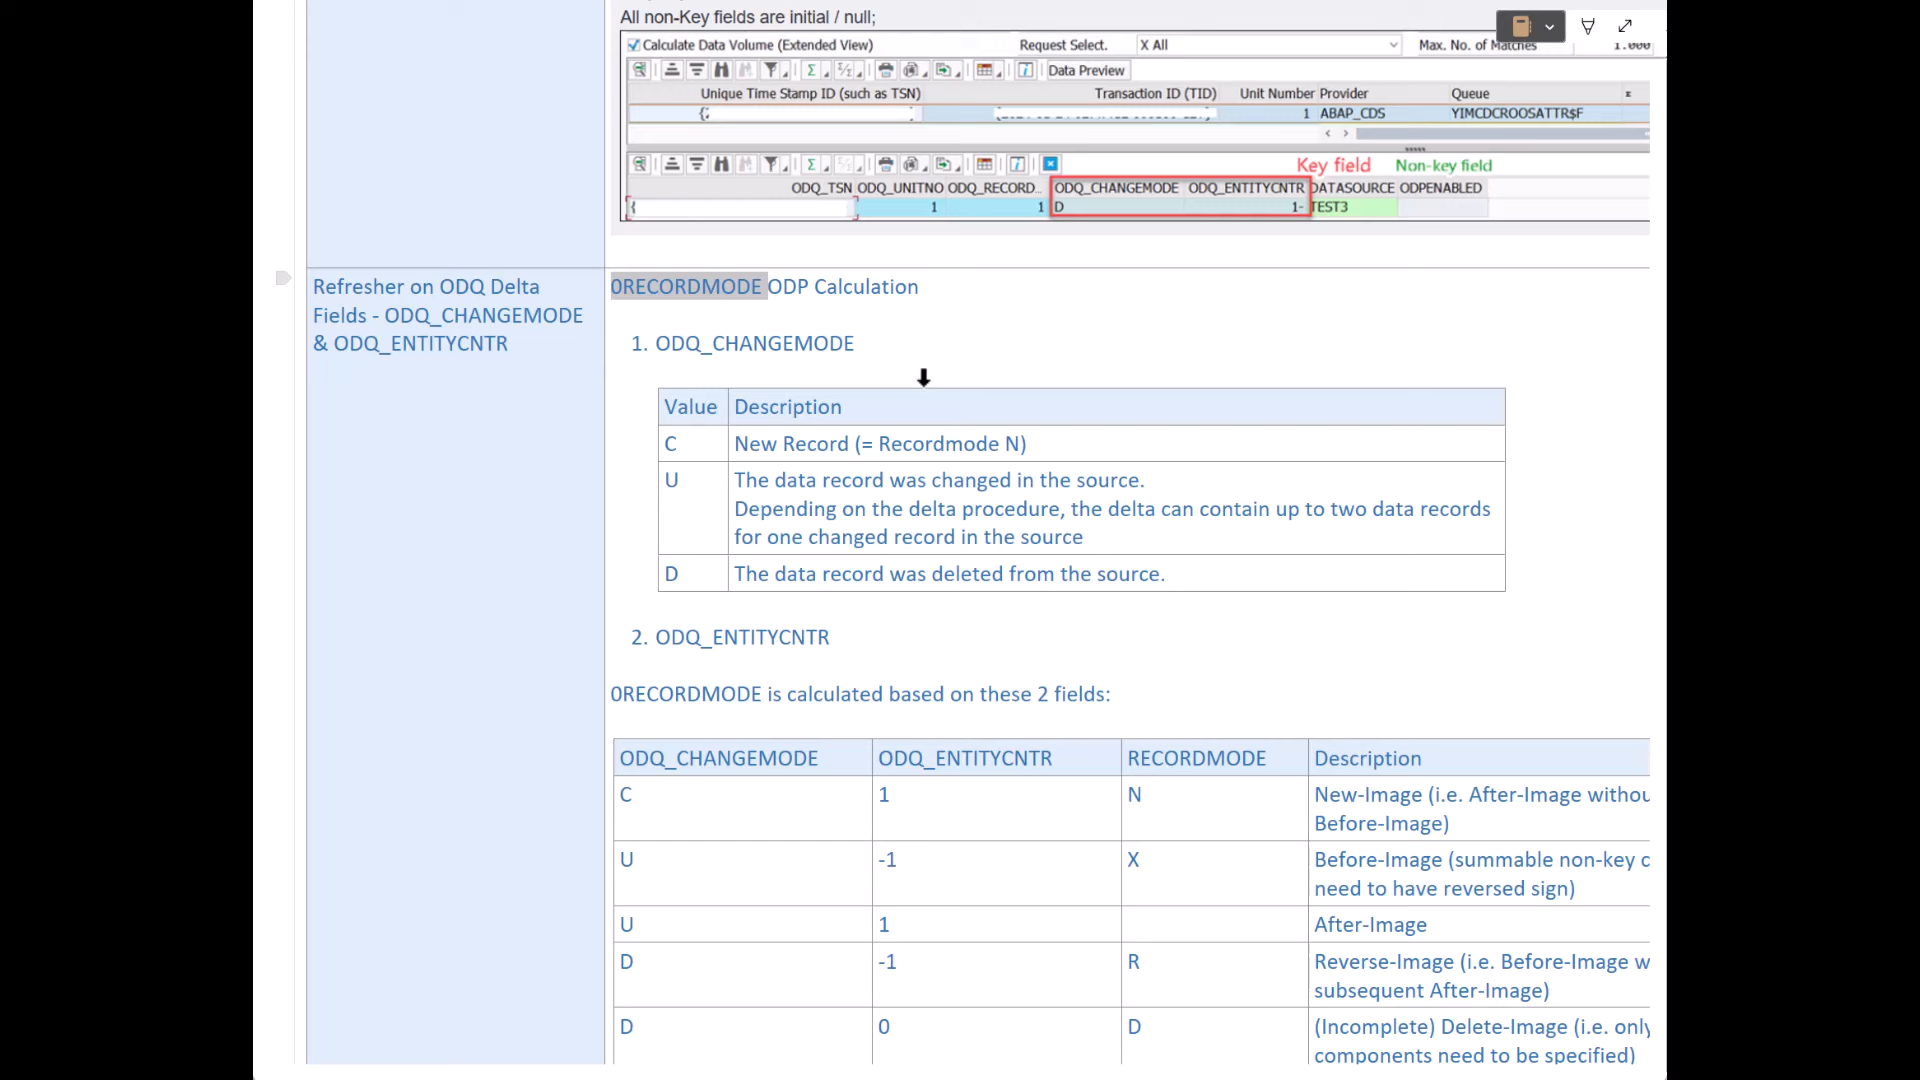 All non-Key fields are initial / null;
Calculate Data Volume (Extended View) Request Select. X All Max. No. of Matches 1.000
Data Preview
Unique Time Stamp ID (such as TSN) Transaction ID (TID) Unit Number Provider Queue
1 ABAP_CDS YIMCDCROOSATTR$F
Key field Non-key field
ODQ_TSN ODQ_UNITNO ODQ_RECORD... ODQ_CHANGEMODE ODQ_ENTITYCNTR DATASOURCE ODPENABLED
{ 1 1 D 1- TEST3
Refresher on ODQ Delta
Fields - ODQ_CHANGEMODE
& ODQ_ENTITYCNTR
0RECORDMODE ODP Calculation
1. ODQ_CHANGEMODE
Value Description
C New Record (= Recordmode N)
U The data record was changed in the source.
Depending on the delta procedure, the delta can contain up to two data records
for one changed record in the source
D The data record was deleted from the source.
2. ODQ_ENTITYCNTR
0RECORDMODE is calculated based on these 2 fields:
ODQ_CHANGEMODE ODQ_ENTITYCNTR RECORDMODE Description
C 1 N New-Image (i.e. After-Image withou
Before-Image)
U -1 X Before-Image (summable non-key c
need to have reversed sign)
U 1 After-Image
D -1 R Reverse-Image (i.e. Before-Image w
subsequent After-Image)
D 0 D (Incomplete) Delete-Image (i.e. only
components need to be specified)